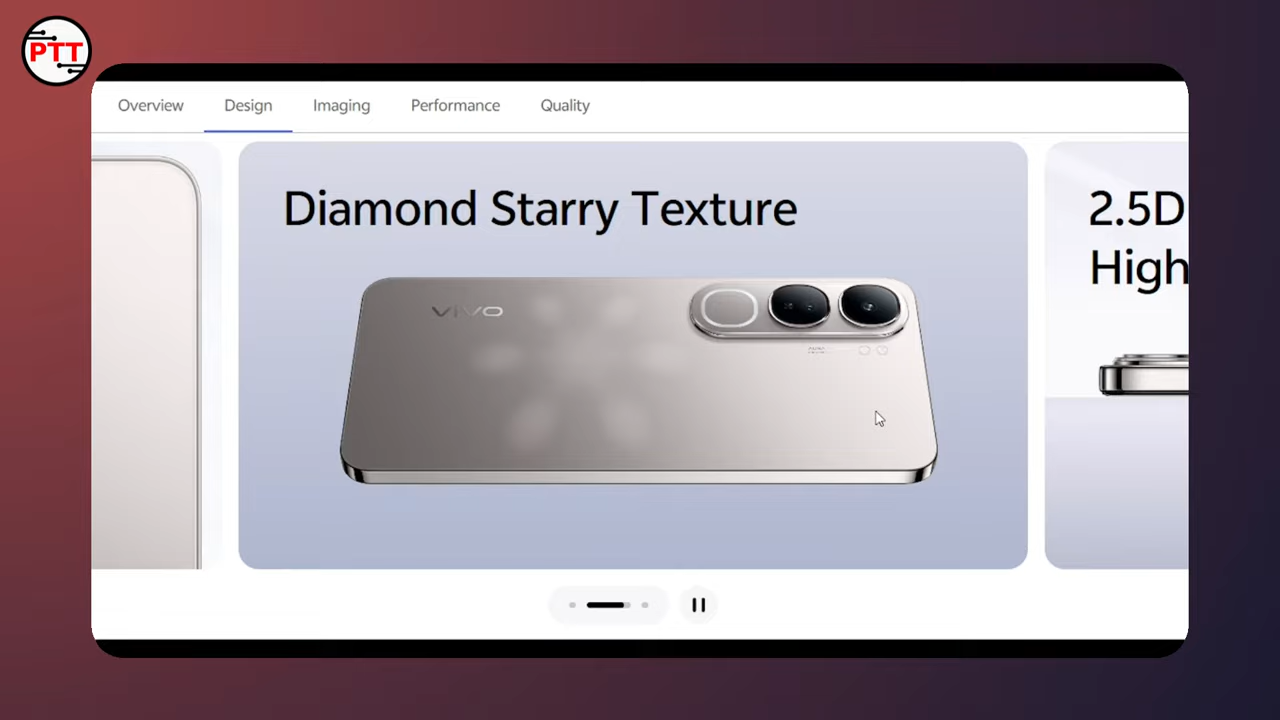 PTT
Overview Design Imaging Performance Quality
Diamond Starry Texture
vivo
2.5D
High